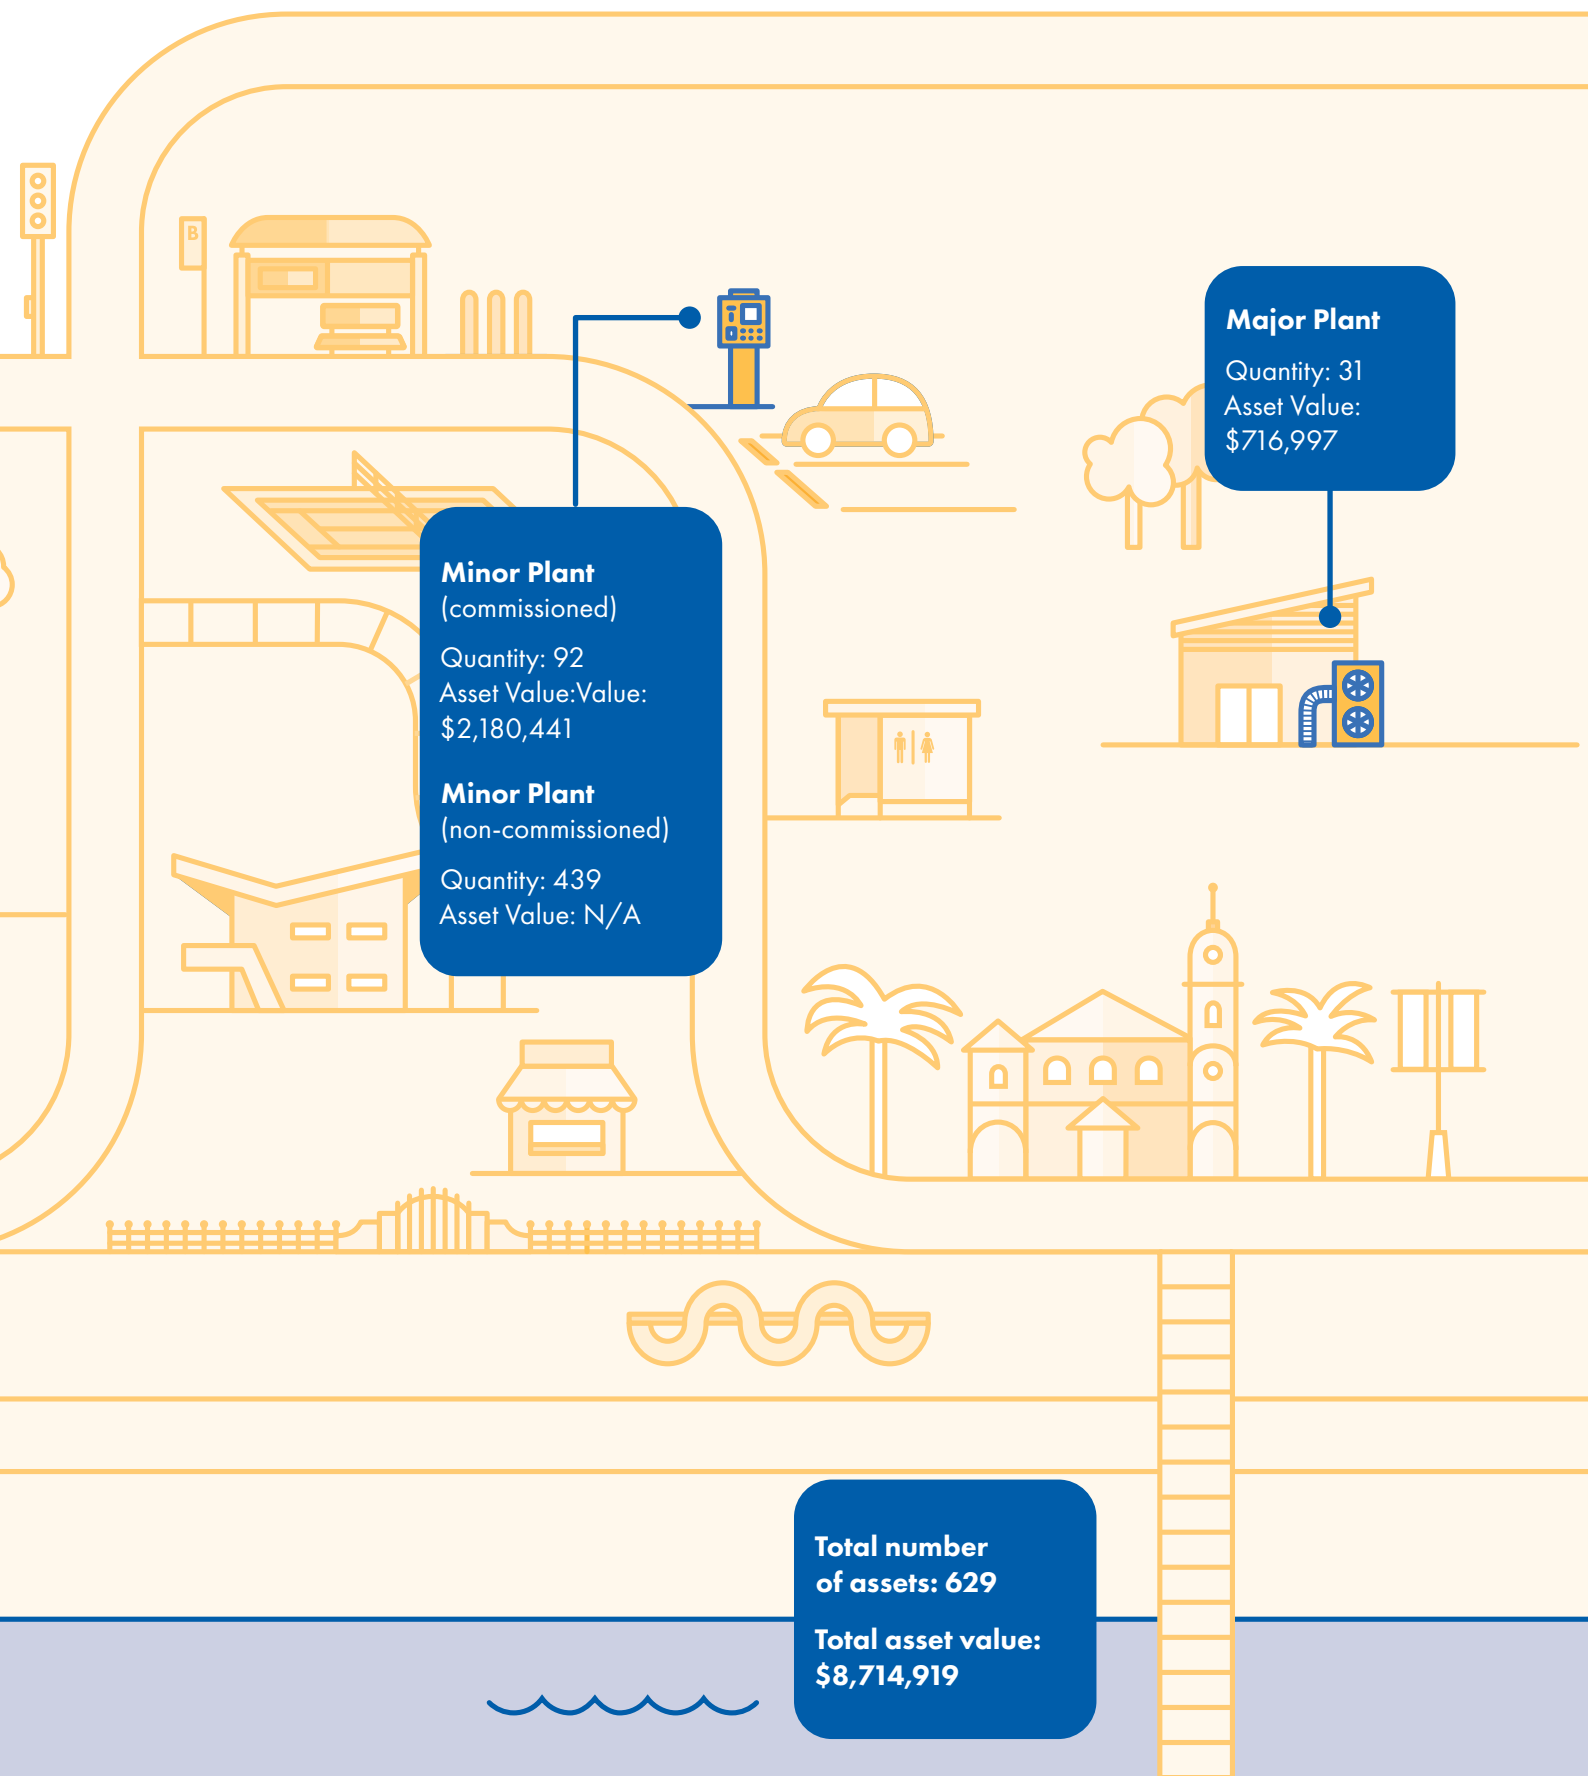 B
Major Plant
Quantity: 31
Asset Value:
$716,997
Minor Plant
(commissioned)
Quantity: 92
Asset Value:Value:
$2,180,441
Minor Plant
(non-commissioned)
Quantity: 439
Asset Value: N/A
Total number
of assets: 629
Total asset value:
$8,714,919